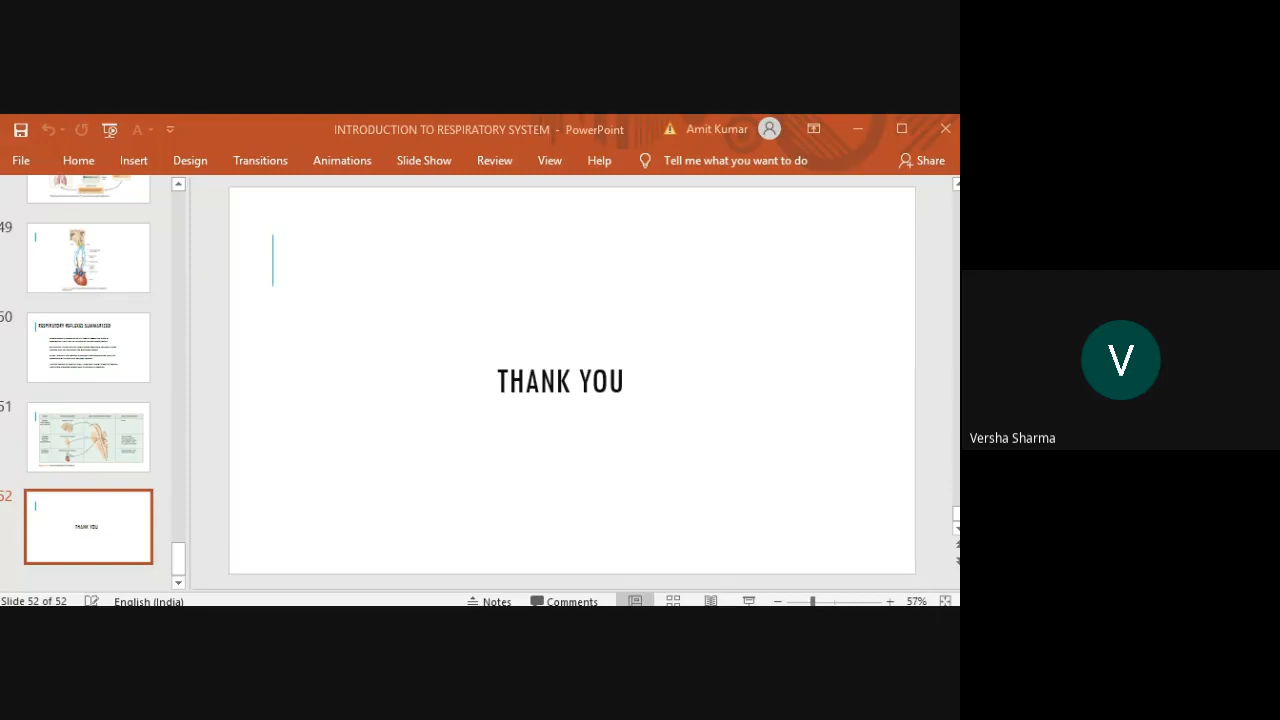 INTRODUCTION TO RESPIRATORY SYSTEM - PowerPoint
Amit Kumar
File Home Insert Design Transitions Animations Slide Show Review View Help Tell me what you want to do Share
49
50
RESPIRATORY REFLEXES SUMMARIZED
51
52
THANK YOU
THANK YOU
V
Versha Sharma
Slide 52 of 52 English (India) Notes Comments 57%